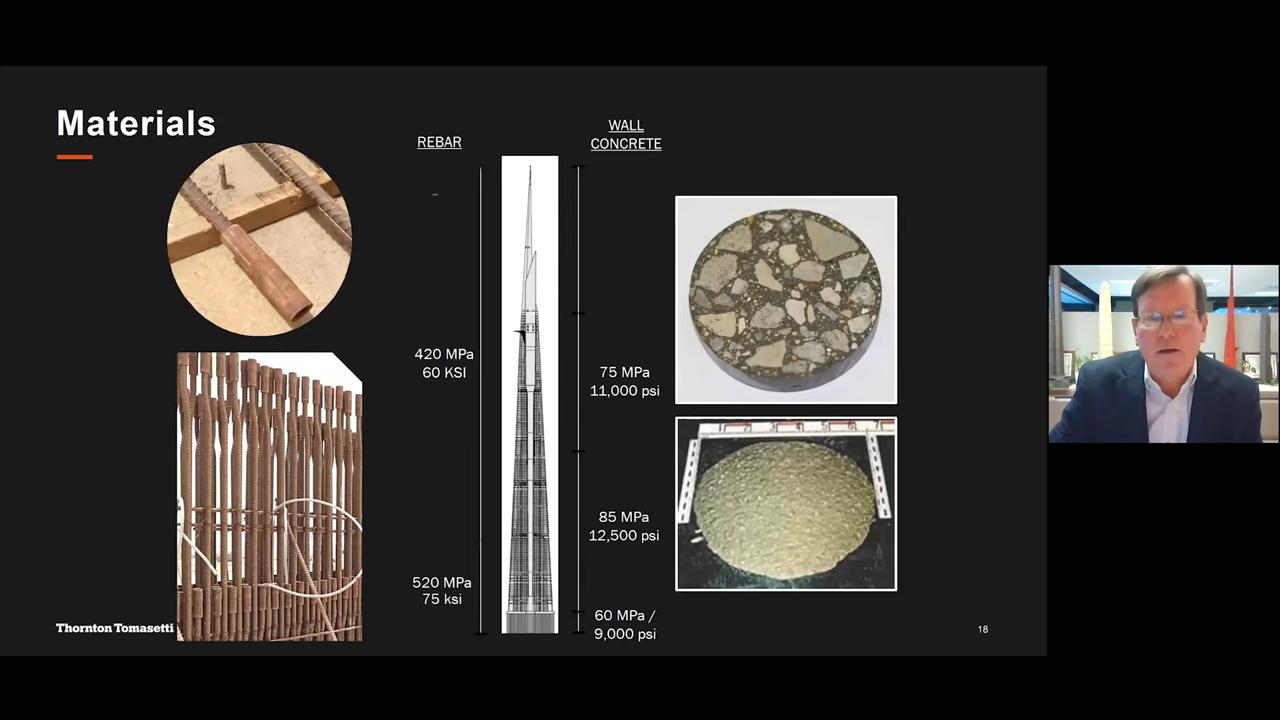 Materials
REBAR
WALL
CONCRETE
420 MPa
60 KSI
75 MPa
11,000 psi
85 MPa
12,500 psi
520 MPa
75 ksi
60 MPa /
9,000 psi
Thornton Tomasetti
18